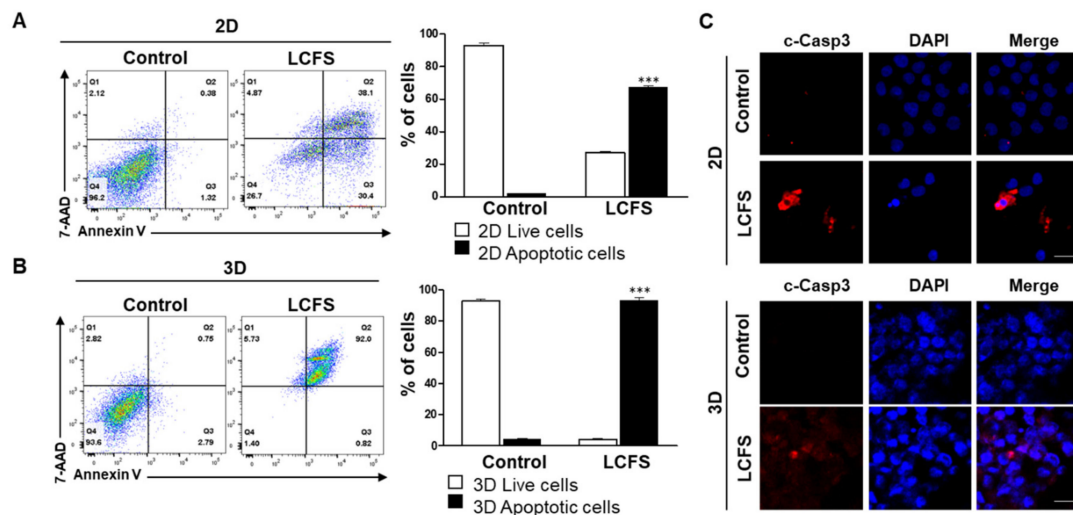 A
2D
Control
LCFS
Q1
2.12
Q2
0.38
Q4
96.2
Q3
1.32
Q1
4.87
Q2
38.1
Q4
26.7
Q3
30.4
7-AAD
Annexin V
% of cells
100
80
60
40
20
0
***
Control
LCFS
2D Live cells
2D Apoptotic cells
B
3D
Control
LCFS
Q1
2.82
Q2
0.75
Q4
93.6
Q3
2.79
Q1
5.73
Q2
92.0
Q4
1.40
Q3
0.82
7-AAD
Annexin V
% of cells
100
80
60
40
20
0
***
Control
LCFS
3D Live cells
3D Apoptotic cells
C
c-Casp3
DAPI
Merge
2D
Control
LCFS
c-Casp3
DAPI
Merge
3D
Control
LCFS